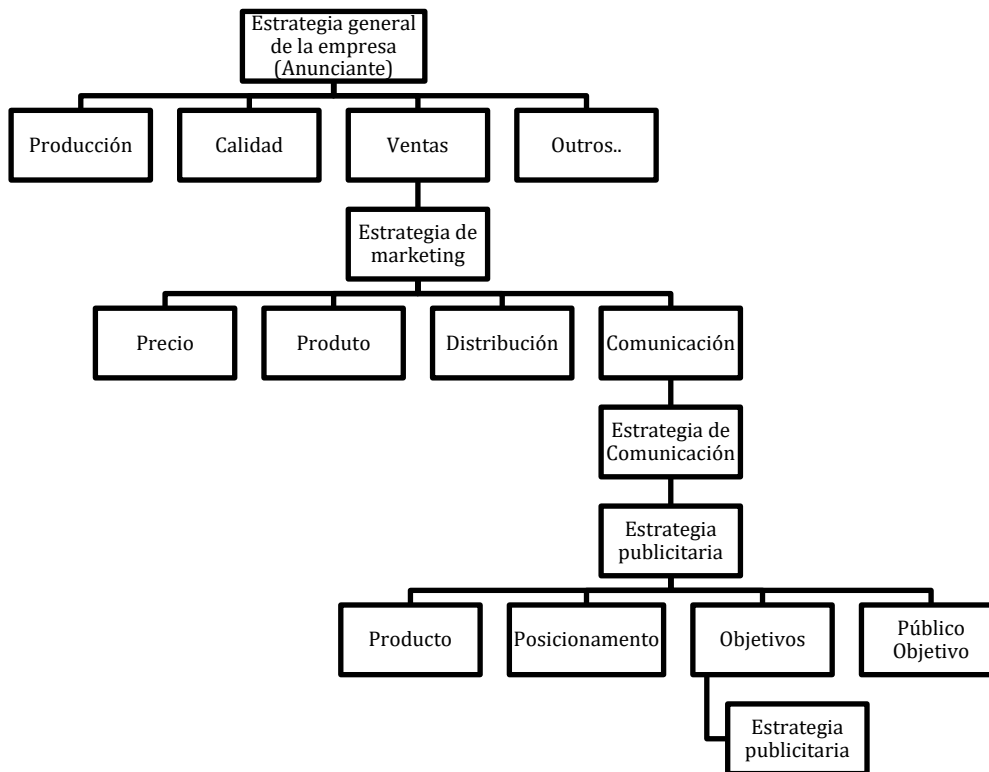 Estrategia general
de la empresa
(Anunciante)
Producción
Calidad
Ventas
Outros..
Estrategia de
marketing
Precio
Produto
Distribución
Comunicación
Estrategia de
Comunicación
Estrategia
publicitaria
Producto
Posicionamento
Objetivos
Público
Objetivo
Estrategia
publicitaria